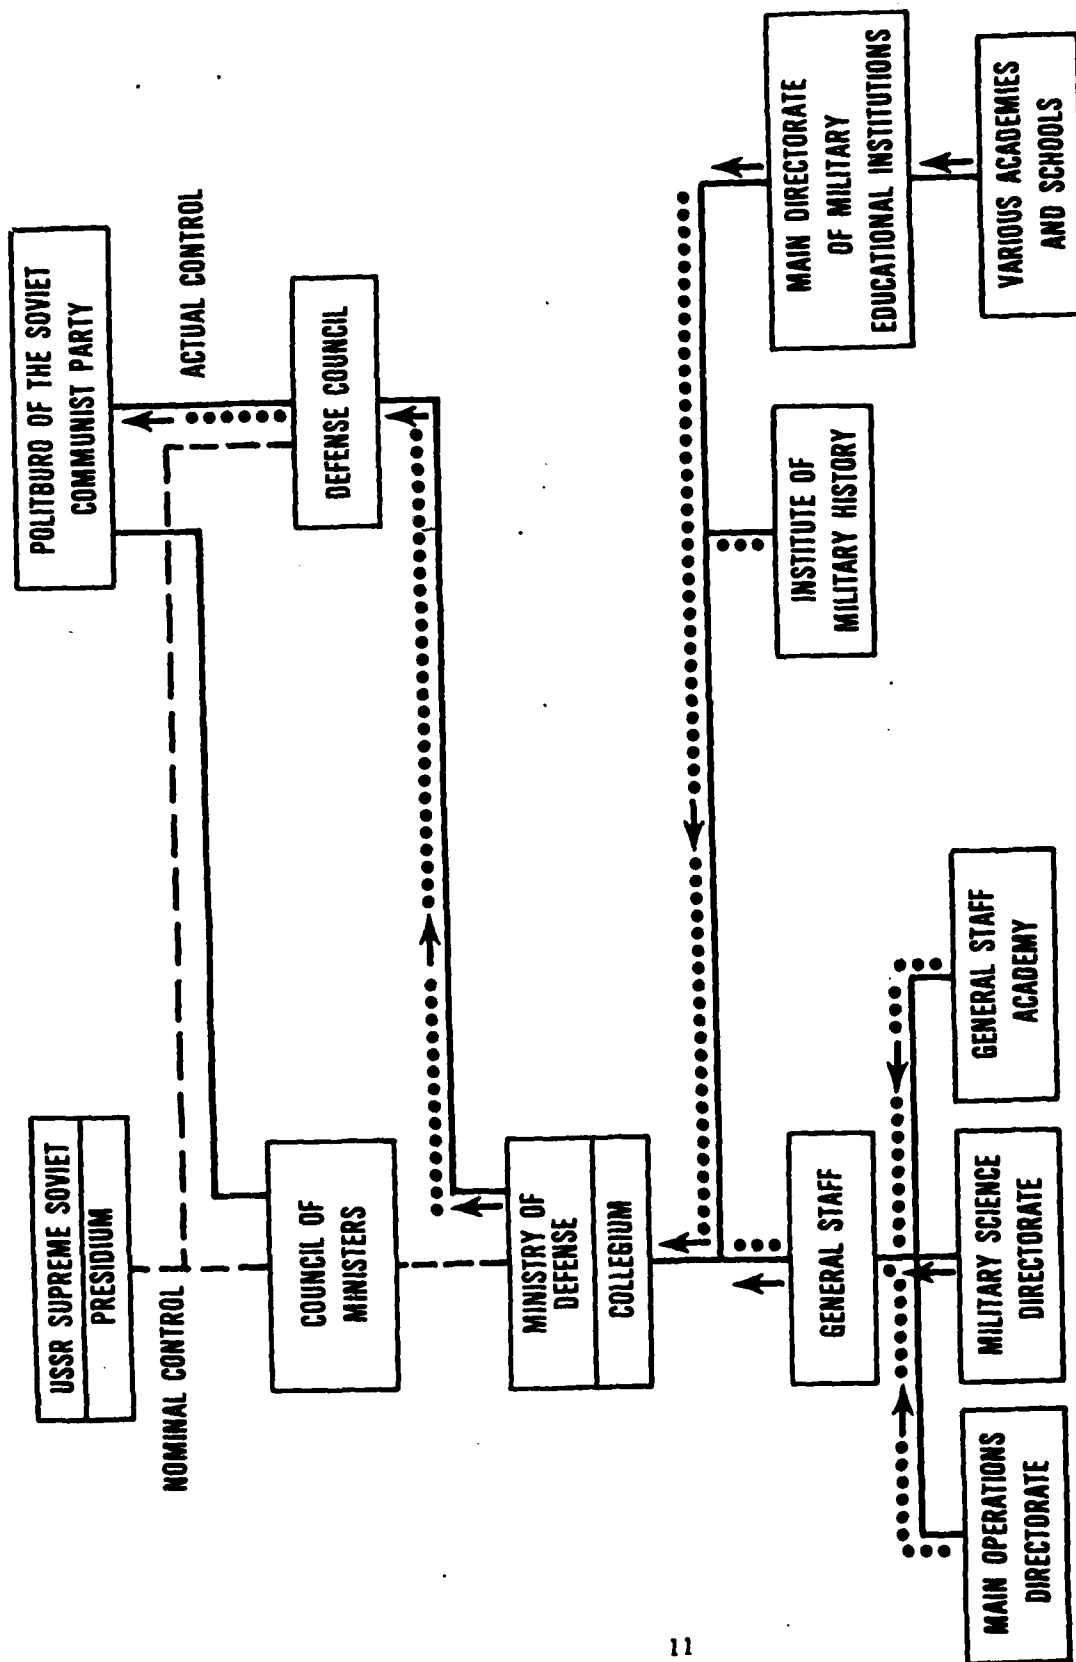 USSR SUPREME SOVIET
PRESIDIUM
POLITBURO OF THE SOVIET
COMMUNIST PARTY
NOMINAL CONTROL
ACTUAL CONTROL
COUNCIL OF
MINISTERS
DEFENSE COUNCIL
MINISTRY OF
DEFENSE
COLLEGIUM
GENERAL STAFF
INSTITUTE OF
MILITARY HISTORY
MAIN DIRECTORATE
OF MILITARY
EDUCATIONAL INSTITUTIONS
MAIN OPERATIONS
DIRECTORATE
MILITARY SCIENCE
DIRECTORATE
GENERAL STAFF
ACADEMY
VARIOUS ACADEMIES
AND SCHOOLS
11